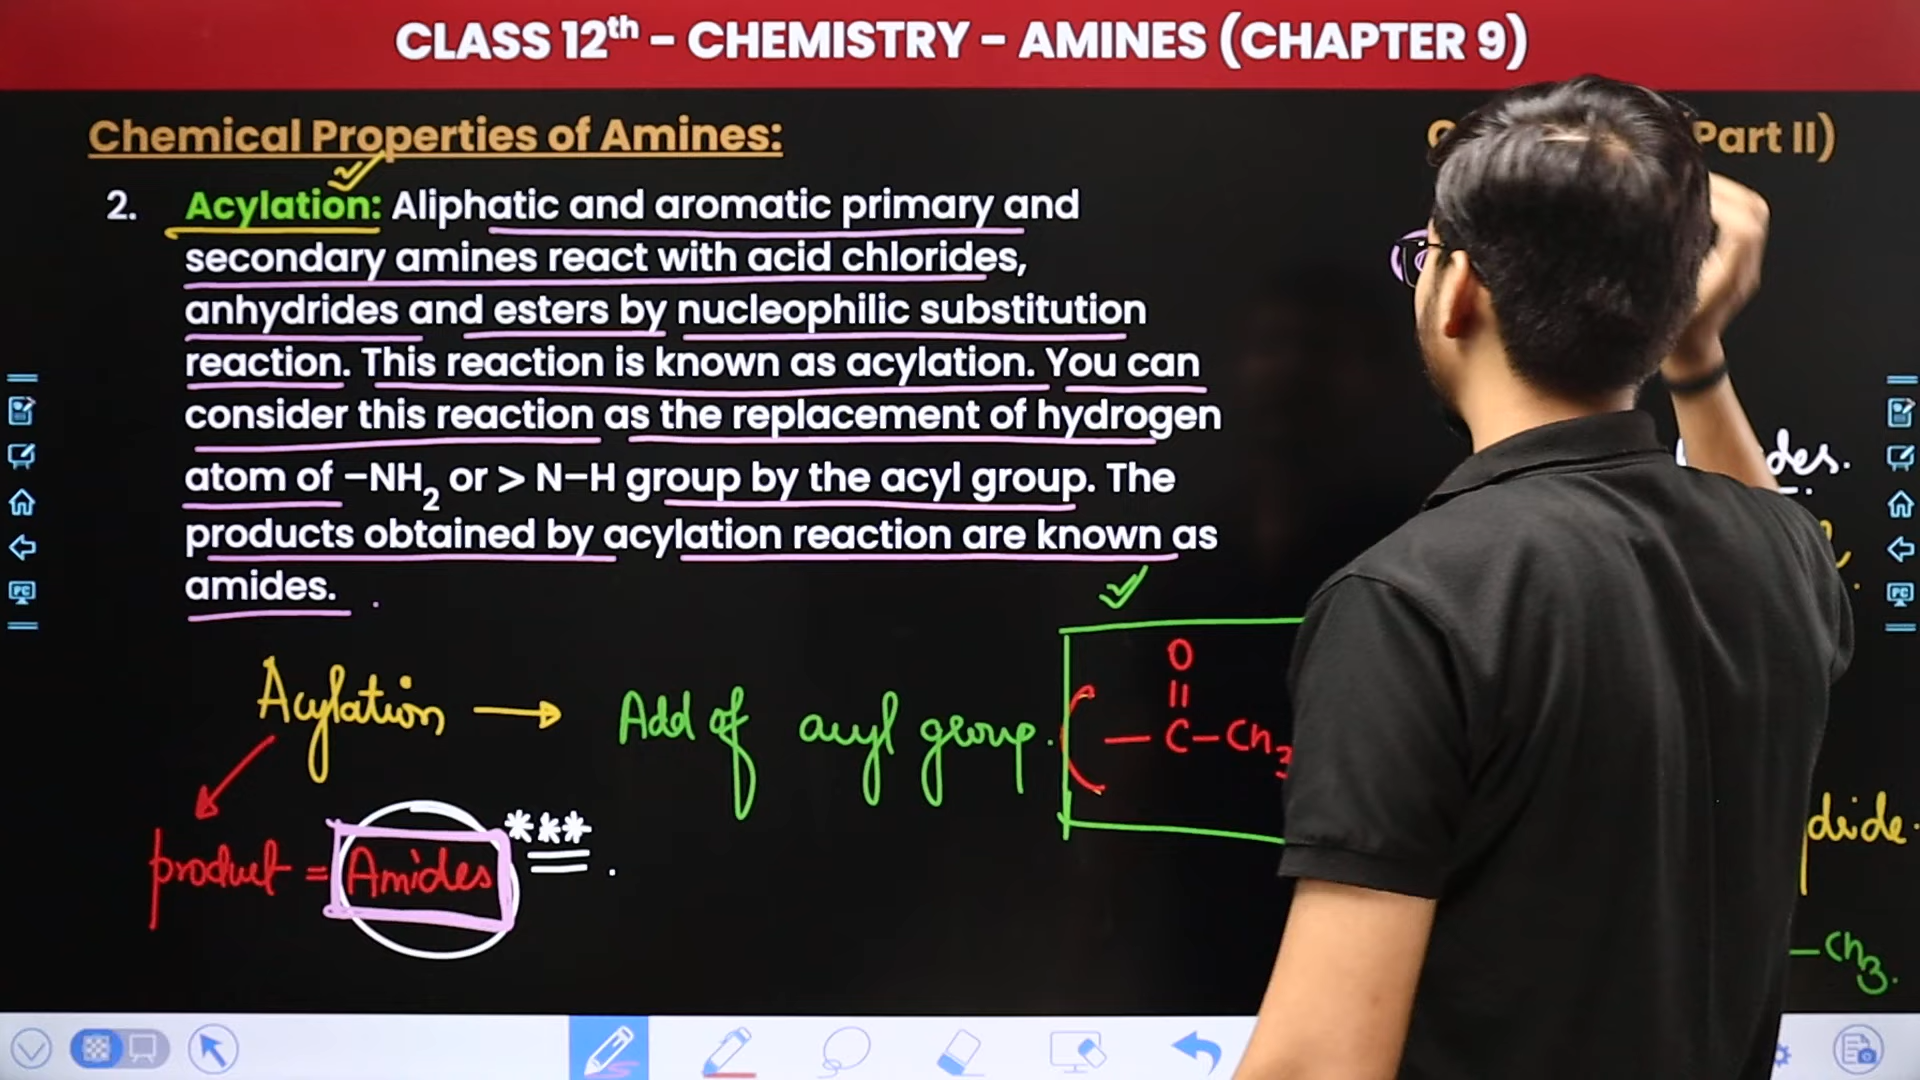 CLASS 12th - CHEMISTRY - AMINES (CHAPTER 9)
Chemical Properties of Amines:
Part II)
2. Acylation: Aliphatic and aromatic primary and
secondary amines react with acid chlorides,
anhydrides and esters by nucleophilic substitution
reaction. This reaction is known as acylation. You can
consider this reaction as the replacement of hydrogen
atom of –NH2 or > N–H group by the acyl group. The
products obtained by acylation reaction are known as
amides.
des.
Acylation → Add of acyl group.
O
||
— C – CH3
product = Amides ***
dide.
– CH3.